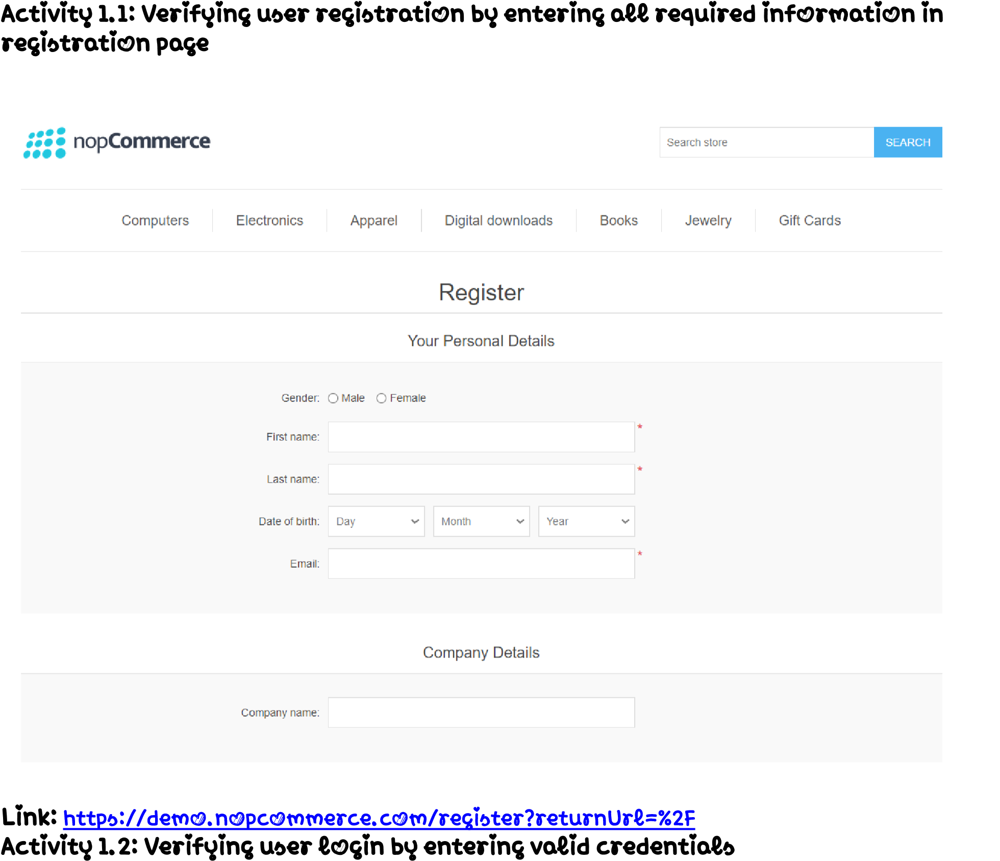 Activity 1.1: Verifying user registration by entering all required information in
registration page
nopCommerce
Search store SEARCH
Computers Electronics Apparel Digital downloads Books Jewelry Gift Cards
Register
Your Personal Details
Gender: Male Female
First name: *
Last name: *
Date of birth: Day Month Year
Email: *
Company Details
Company name:
Link: https://demo.nopcommerce.com/register?returnUrl=%2F
Activity 1.2: Verifying user login by entering valid credentials